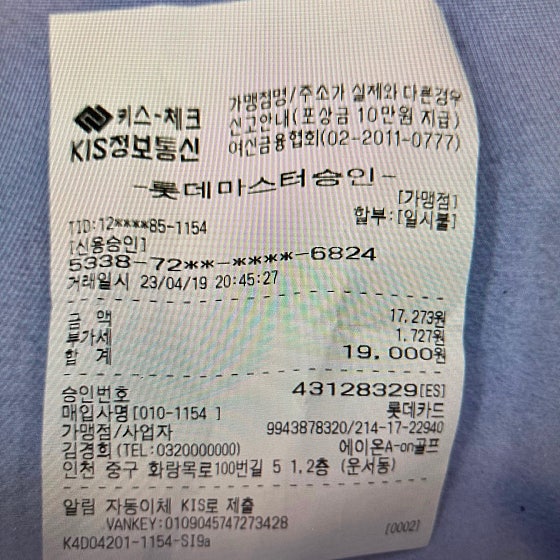 키스-체크
KIS정보통신
가맹점명/주소가 실제와 다른경우
신고안내(포상금 10만원 지급)
여신금융협회(02-2011-0777)
-롯데마스터승인-
[가맹점]
TID:12****85-1154
할부:[일시불]
[신용승인]
5338-72**-****-6824
거래일시 23/04/19 20:45:27
금 액 17,273원
부가세 1,727원
합 계 19,000원
승인번호 43128329[ES]
매입사명[010-1154 ] 롯데카드
가맹점/사업자 9943878320/214-17-22940
김경희(TEL:0320000000) 에이온A-on골프
인천 중구 화랑목로100번길 5 1,2층 (운서동)
알림 자동이체 KIS로 제출
VANKEY:0109045747273428
K4D04201-1154-SI9a [0002]